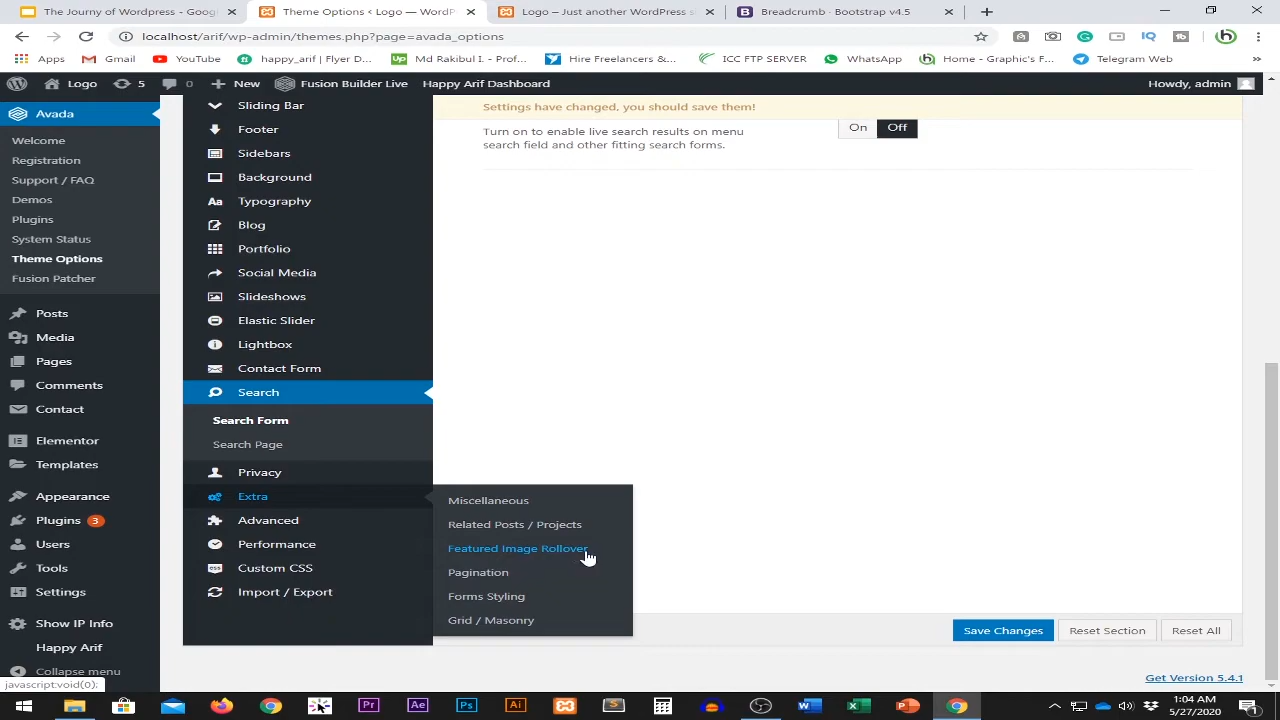 The Journy of Wordpress - Googl
Theme Options < Logo — WordP
Logo – Just another WordPress s
Breadcrumb · Bootstrap v4.5
localhost/arif/wp-admin/themes.php?page=avada_options
Apps
Gmail
YouTube
happy_arif | Flyer D...
Md Rakibul I. - Prof...
Hire Freelancers &...
ICC FTP SERVER
WhatsApp
Home - Graphic's F...
Telegram Web
Logo
5
0
New
Fusion Builder Live
Happy Arif Dashboard
Howdy, admin
Avada
Welcome
Registration
Support / FAQ
Demos
Plugins
System Status
Theme Options
Fusion Patcher
Posts
Media
Pages
Comments
Contact
Elementor
Templates
Appearance
Plugins 3
Users
Tools
Settings
Show IP Info
Happy Arif
Collapse menu
javascript:void(0);
Sliding Bar
Footer
Sidebars
Background
Typography
Blog
Portfolio
Social Media
Slideshows
Elastic Slider
Lightbox
Contact Form
Search
Search Form
Search Page
Privacy
Extra
Advanced
Performance
Custom CSS
Import / Export
Miscellaneous
Related Posts / Projects
Featured Image Rollover
Pagination
Forms Styling
Grid / Masonry
Settings have changed, you should save them!
Turn on to enable live search results on menu
search field and other fitting search forms.
On
Off
Save Changes
Reset Section
Reset All
Get Version 5.4.1
1:04 AM
5/27/2020